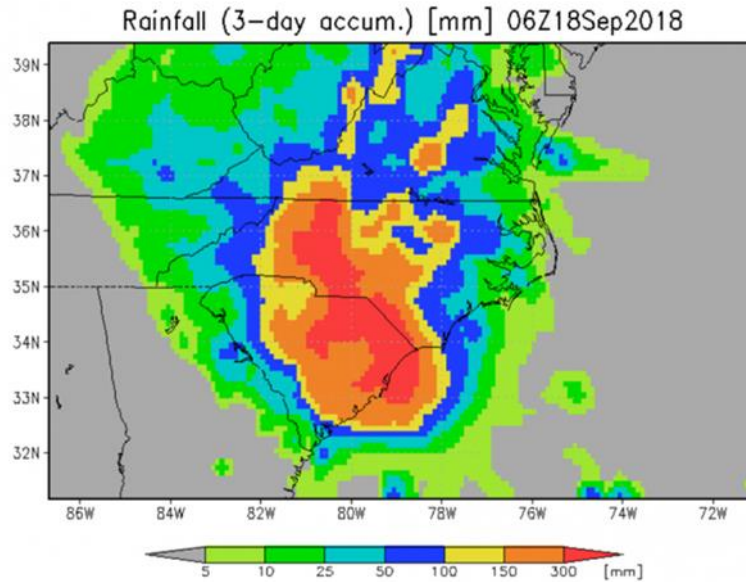 Rainfall (3-day accum.) [mm] 06Z18Sep2018
39N
38N
37N
36N
35N
34N
33N
32N
86W 84W 82W 80W 78W 76W 74W 72W
5 10 25 50 100 150 300 [mm]